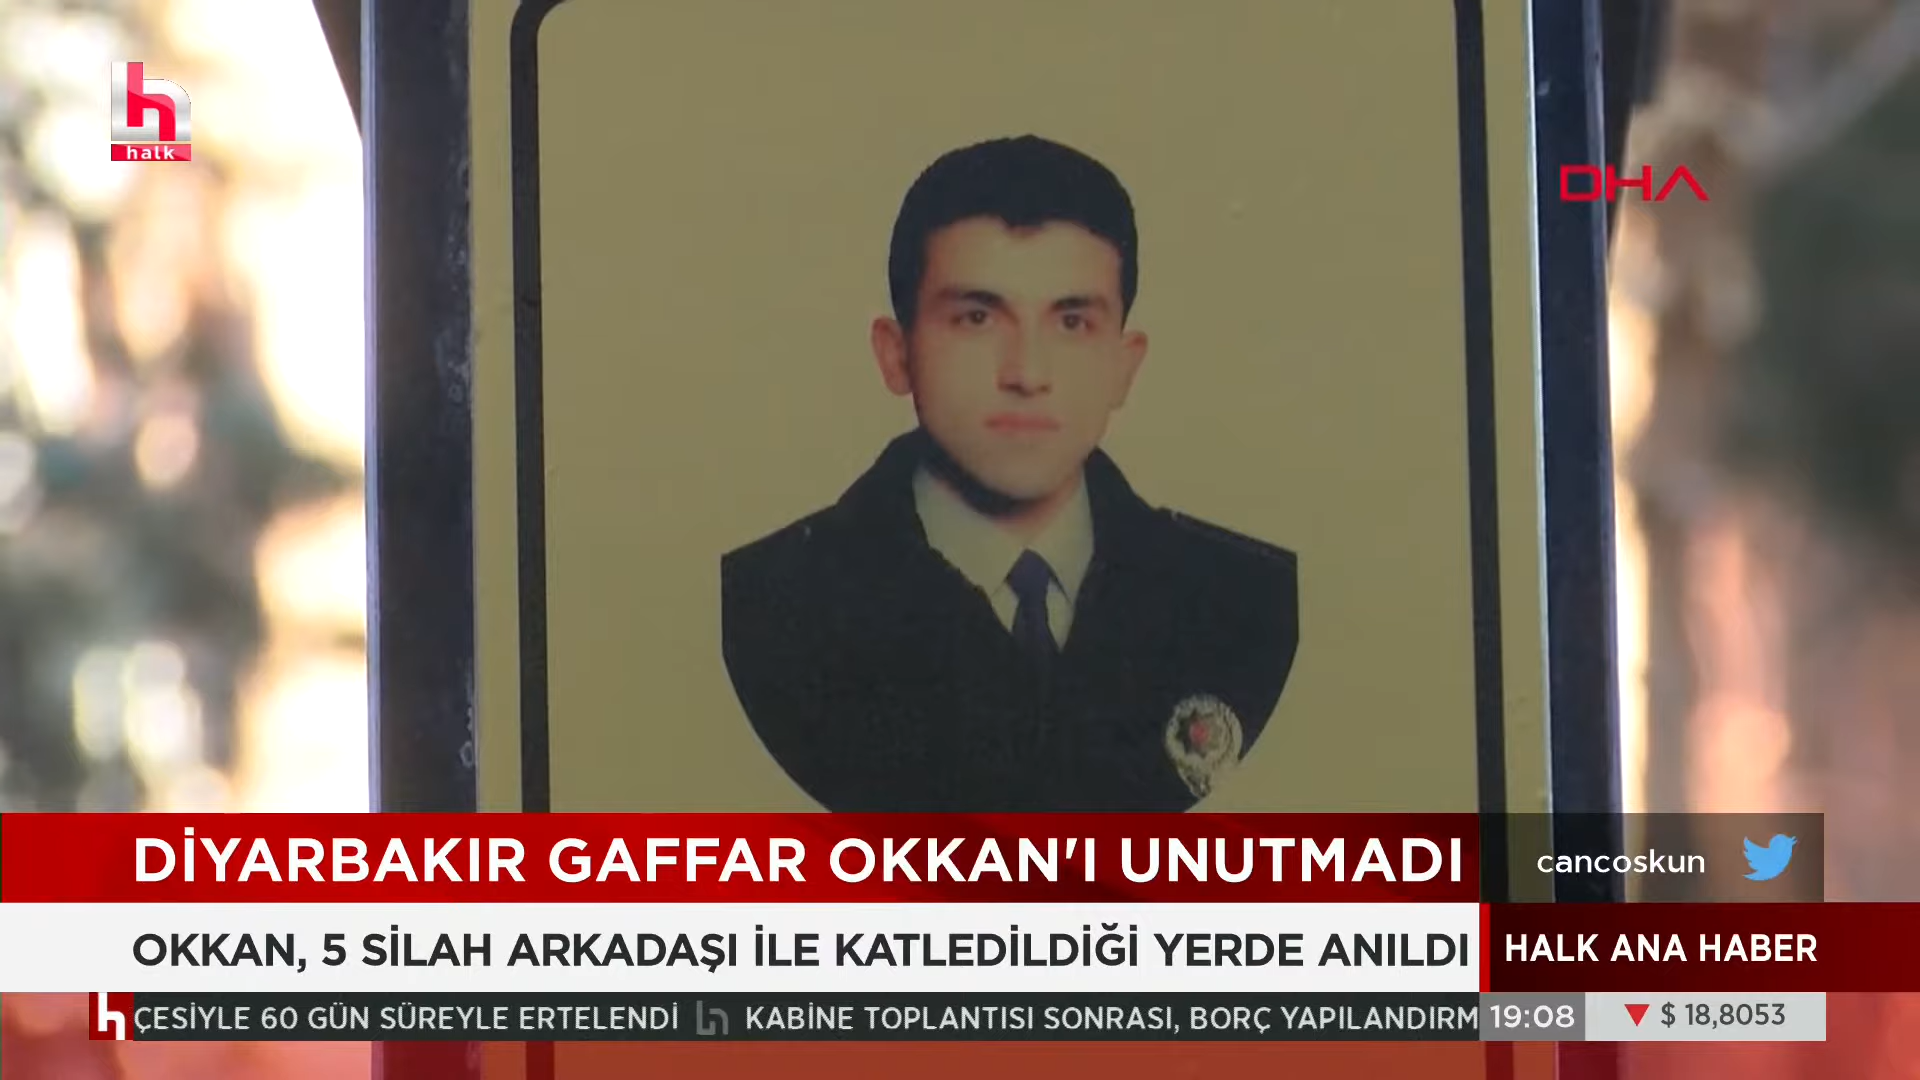 halk
DHA
DİYARBAKIR GAFFAR OKKAN'I UNUTMADI
cancoskun
OKKAN, 5 SİLAH ARKADAŞI İLE KATLEDİLDİĞİ YERDE ANILDI
HALK ANA HABER
ÇESİYLE 60 GÜN SÜREYLE ERTELENDİ
KABİNE TOPLANTISI SONRASI, BORÇ YAPILANDIRM
19:08
$ 18,8053